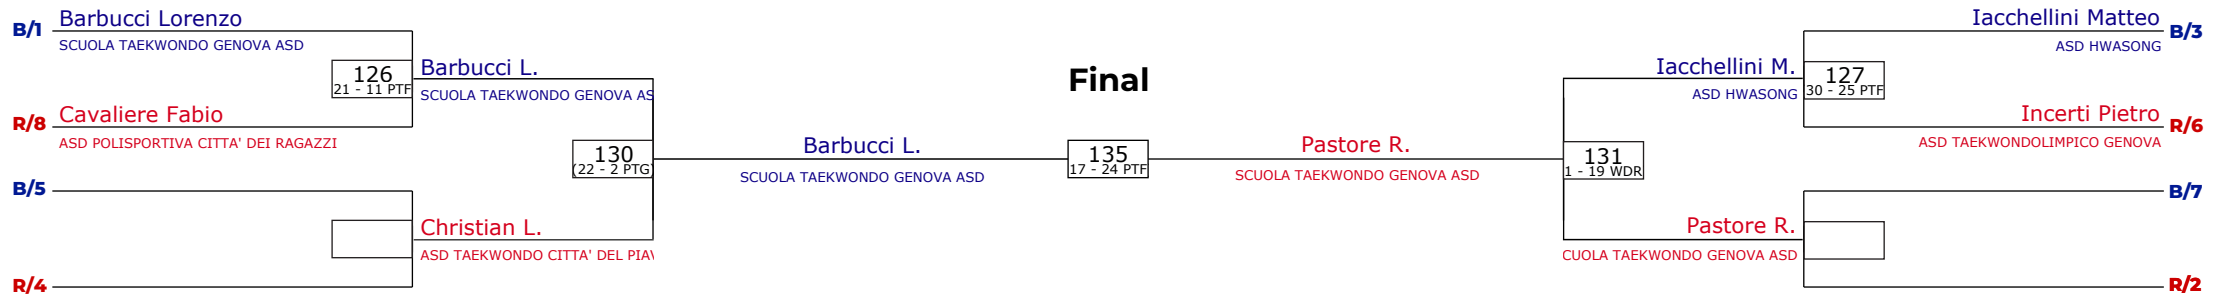 B/1
Barbucci Lorenzo
SCUOLA TAEKWONDO GENOVA ASD
126
21 - 11 PTF
R/8
Cavaliere Fabio
ASD POLISPORTIVA CITTA' DEI RAGAZZI
Barbucci L.
SCUOLA TAEKWONDO GENOVA AS
130
(22 - 2 PTG)
B/5
Christian L.
ASD TAEKWONDO CITTA' DEL PIAV
R/4
Final
Barbucci L.
SCUOLA TAEKWONDO GENOVA ASD
135
17 - 24 PTF
Pastore R.
SCUOLA TAEKWONDO GENOVA ASD
Iacchellini Matteo
B/3
ASD HWASONG
Iacchellini M.
ASD HWASONG
127
30 - 25 PTF
Incerti Pietro
R/6
ASD TAEKWONDOLIMPICO GENOVA
131
1 - 19 WDR
B/7
Pastore R.
CUOLA TAEKWONDO GENOVA ASD
R/2